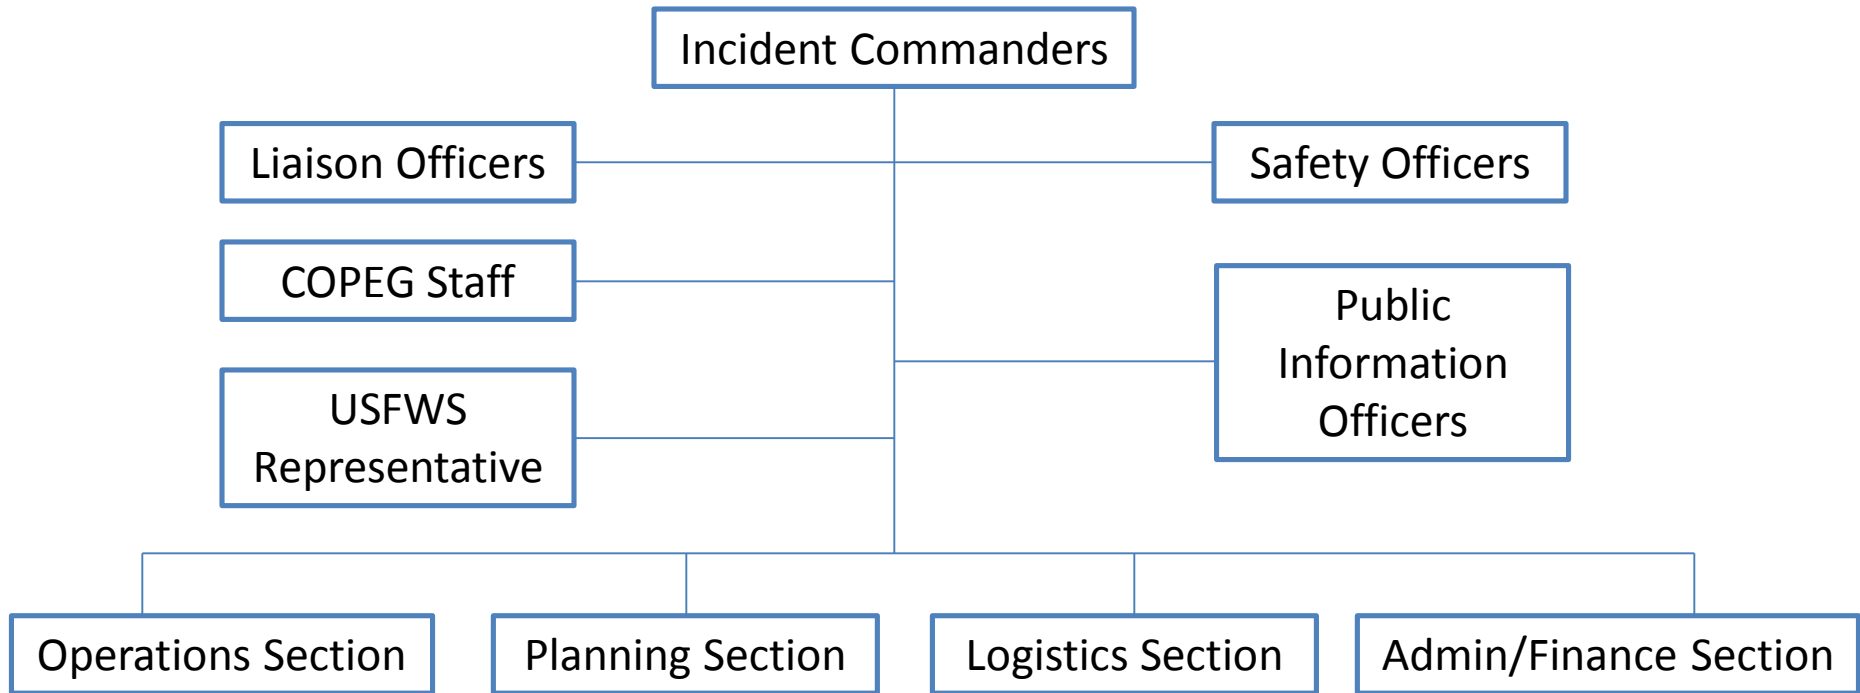 Incident Commanders
Liaison Officers
Safety Officers
COPEG Staff
Public
Information
Officers
USFWS
Representative
Operations Section
Planning Section
Logistics Section
Admin/Finance Section